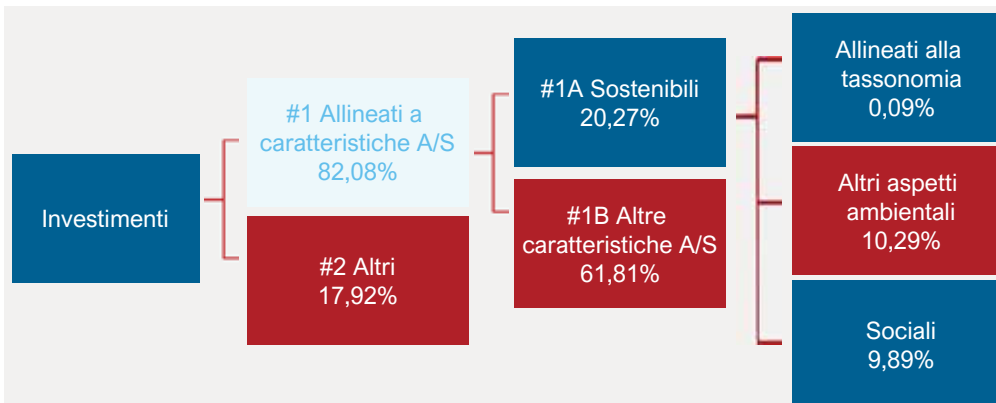 Investimenti
#1 Allineati a
caratteristiche A/S
82,08%
#2 Altri
17,92%
#1A Sostenibili
20,27%
#1B Altre
caratteristiche A/S
61,81%
Allineati alla
tassonomia
0,09%
Altri aspetti
ambientali
10,29%
Sociali
9,89%